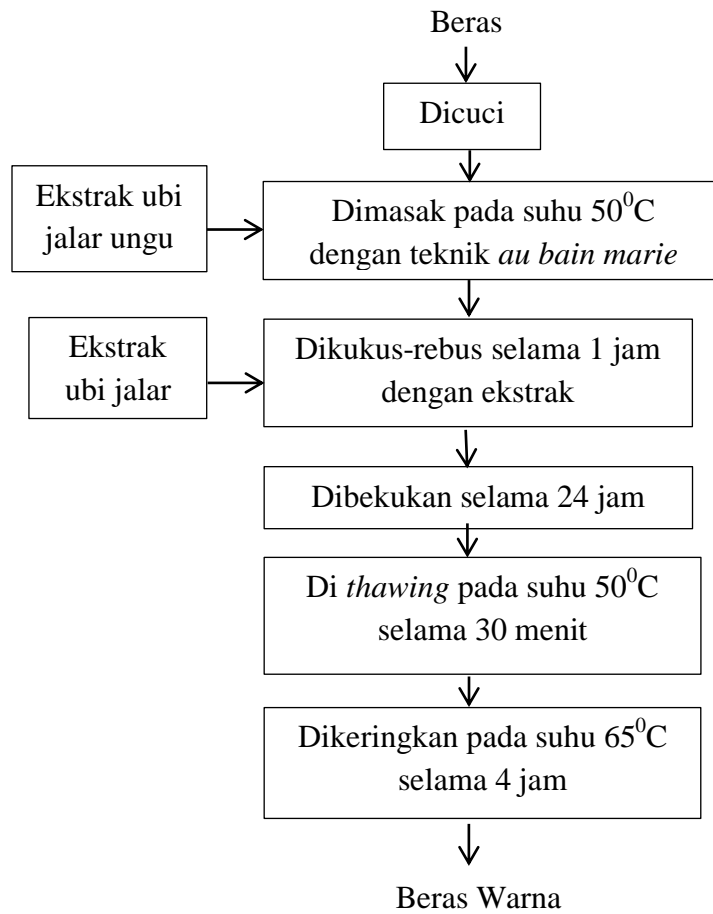 Beras
Dicuci
Ekstrak ubi
jalar ungu
Dimasak pada suhu 50⁰C
dengan teknik au bain marie
Ekstrak
ubi jalar
Dikukus-rebus selama 1 jam
dengan ekstrak
Dibekukan selama 24 jam
Di thawing pada suhu 50⁰C
selama 30 menit
Dikeringkan pada suhu 65⁰C
selama 4 jam
Beras Warna